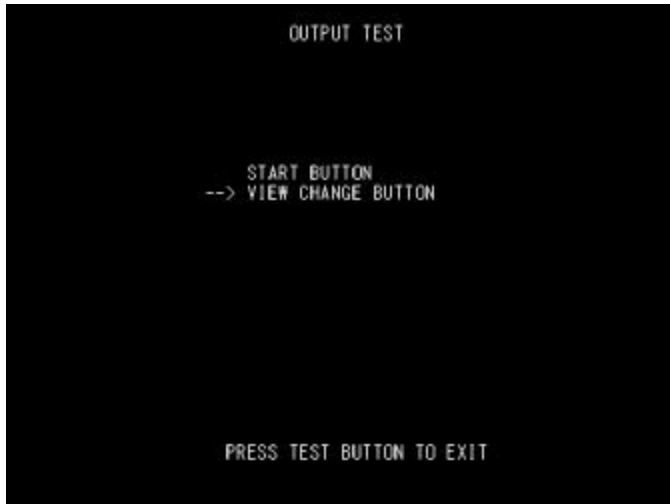 OUTPUT TEST
START BUTTON
--> VIEW CHANGE BUTTON
PRESS TEST BUTTON TO EXIT